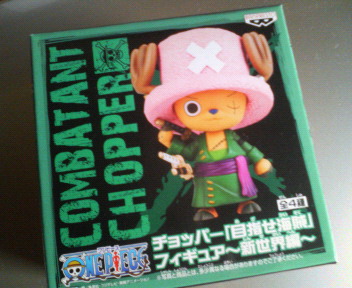 COMBATANT
CHOPPER
BANPRESTO
全4種
ONE PIECE
チョッパー「目指せ海賊」
フィギュア～新世界編～